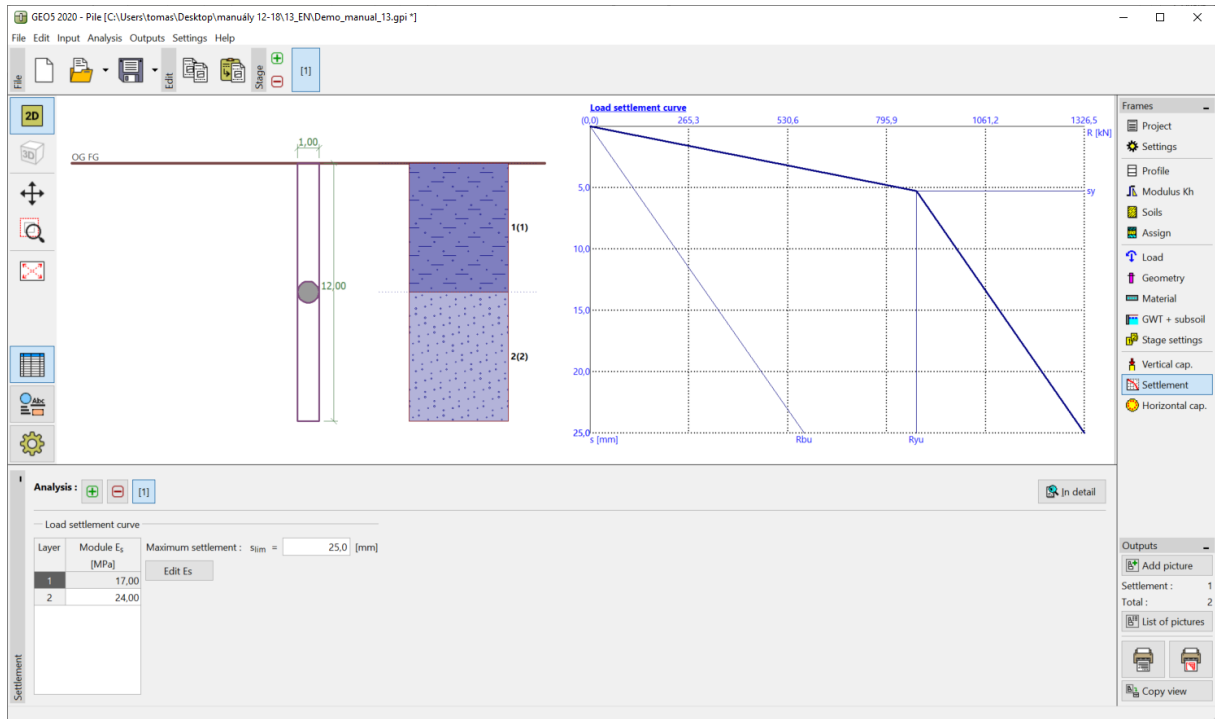 GEO5 2020 - Pile [C:\Users\tomas\Desktop\manuály 12-18\13_EN\Demo_manual_13.gpi *]
File Edit Input Analysis Outputs Settings Help
File
Edit
Stage
[1]
2D
3D
OG FG
1,00
12,00
1(1)
2(2)
Load settlement curve
(0,0) 265,3 530,6 795,9 1061,2 1326,5
R [kN]
5,0
sy
10,0
15,0
20,0
25,0
s [mm]
Rbu
Ryu
Frames
Project
Settings
Profile
Modulus Kh
Soils
Assign
Load
Geometry
Material
GWT + subsoil
Stage settings
Vertical cap.
Settlement
Horizontal cap.
Abc
Settlement
Analysis : [1]
In detail
Load settlement curve
Layer Module Es
[MPa]
1 17,00
2 24,00
Maximum settlement : slim = 25,0 [mm]
Edit Es
Outputs
Add picture
Settlement : 1
Total : 2
List of pictures
Copy view